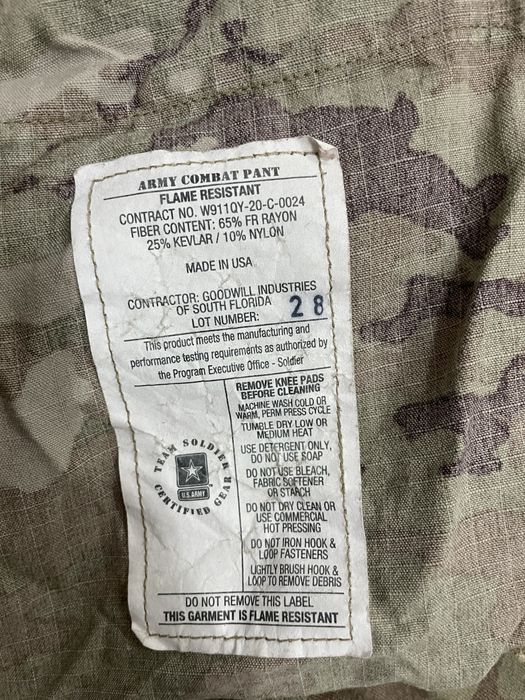 ARMY COMBAT PANT
FLAME RESISTANT
CONTRACT NO. W911QY-20-C-0024
FIBER CONTENT: 65% FR RAYON
25% KEVLAR / 10% NYLON
MADE IN USA
CONTRACTOR: GOODWILL INDUSTRIES
OF SOUTH FLORIDA
LOT NUMBER: 28
This product meets the manufacturing and
performance testing requirements as authorized by
the Program Executive Office - Soldier
TEAM SOLDIER
U.S. ARMY
CERTIFIED GEAR
REMOVE KNEE PADS
BEFORE CLEANING
MACHINE WASH COLD OR
WARM, PERM PRESS CYCLE
TUMBLE DRY LOW OR
MEDIUM HEAT
USE DETERGENT ONLY,
DO NOT USE SOAP
DO NOT USE BLEACH,
FABRIC SOFTENER
OR STARCH
DO NOT DRY CLEAN OR
USE COMMERCIAL
HOT PRESSING
DO NOT IRON HOOK &
LOOP FASTENERS
LIGHTLY BRUSH HOOK &
LOOP TO REMOVE DEBRIS
DO NOT REMOVE THIS LABEL
THIS GARMENT IS FLAME RESISTANT